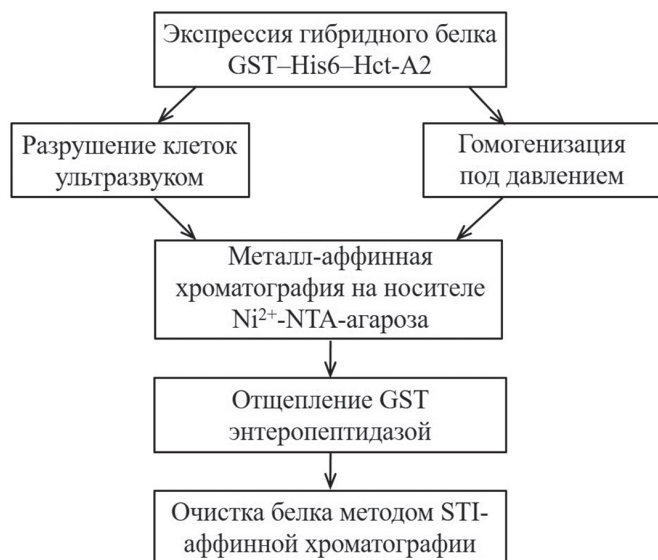 Экспрессия гибридного белка
GST–His6–Hct-A2
Разрушение клеток
ультразвуком
Гомогенизация
под давлением
Металл-аффинная
хроматография на носителе
Ni²⁺-NTA-агароза
Отщепление GST
энтеропептидазой
Очистка белка методом STI-
аффинной хроматографии